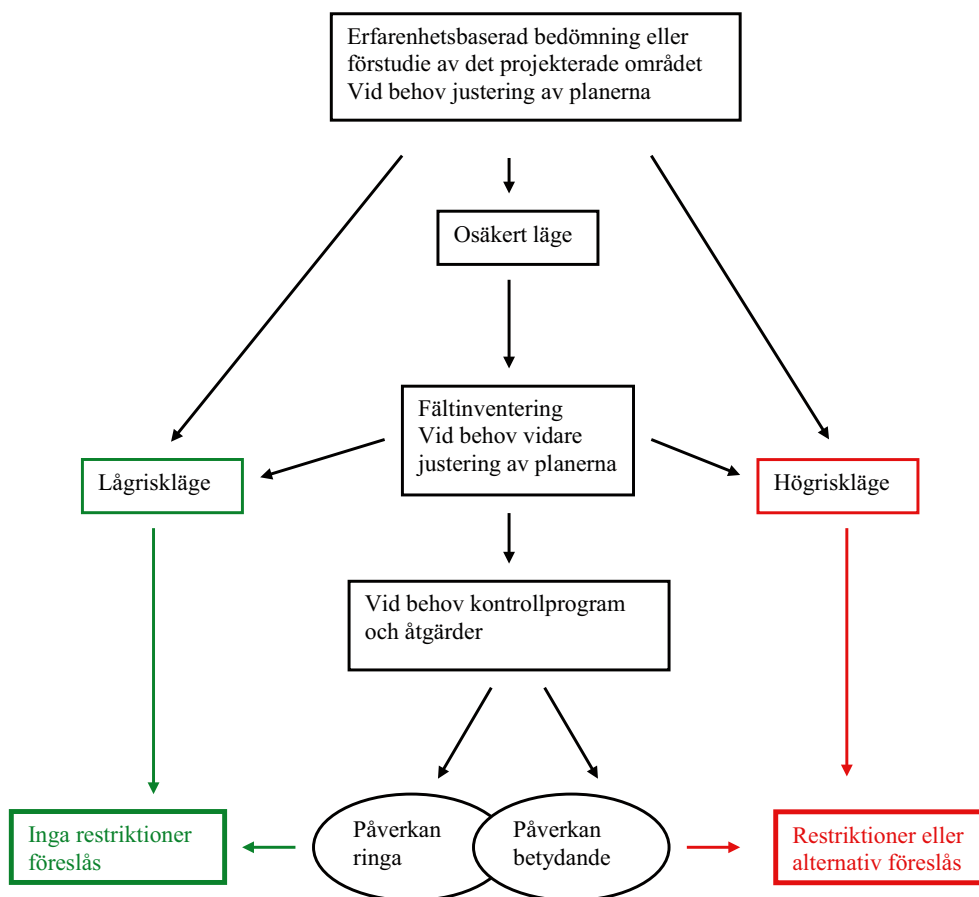 Erfarenhetsbaserad bedömning eller
förstudie av det projekterade området
Vid behov justering av planerna
Osäkert läge
Fältinventering
Vid behov vidare
justering av planerna
Lågriskläge
Högriskläge
Vid behov kontrollprogram
och åtgärder
Inga restriktioner
föreslås
Påverkan
ringa
Påverkan
betydande
Restriktioner eller
alternativ föreslås